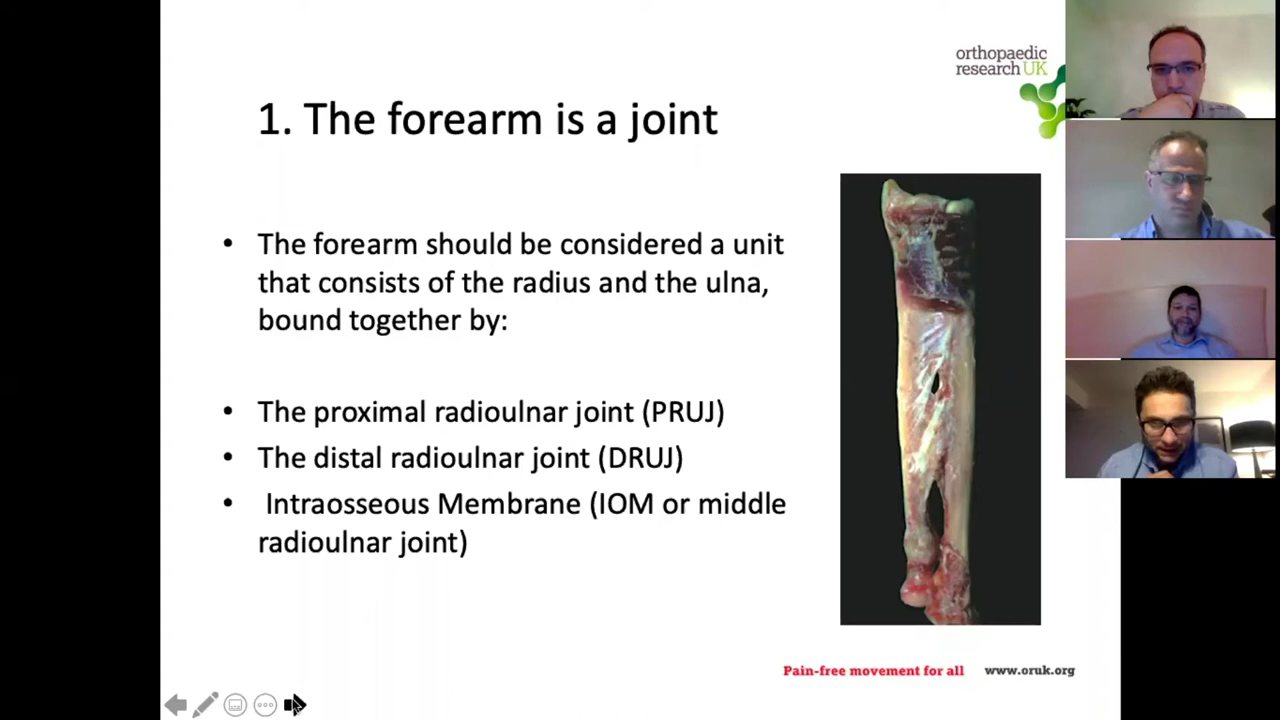 orthopaedic
researchUK
1. The forearm is a joint
• The forearm should be considered a unit
that consists of the radius and the ulna,
bound together by:
• The proximal radioulnar joint (PRUJ)
• The distal radioulnar joint (DRUJ)
• Intraosseous Membrane (IOM or middle
radioulnar joint)
Pain-free movement for all www.oruk.org